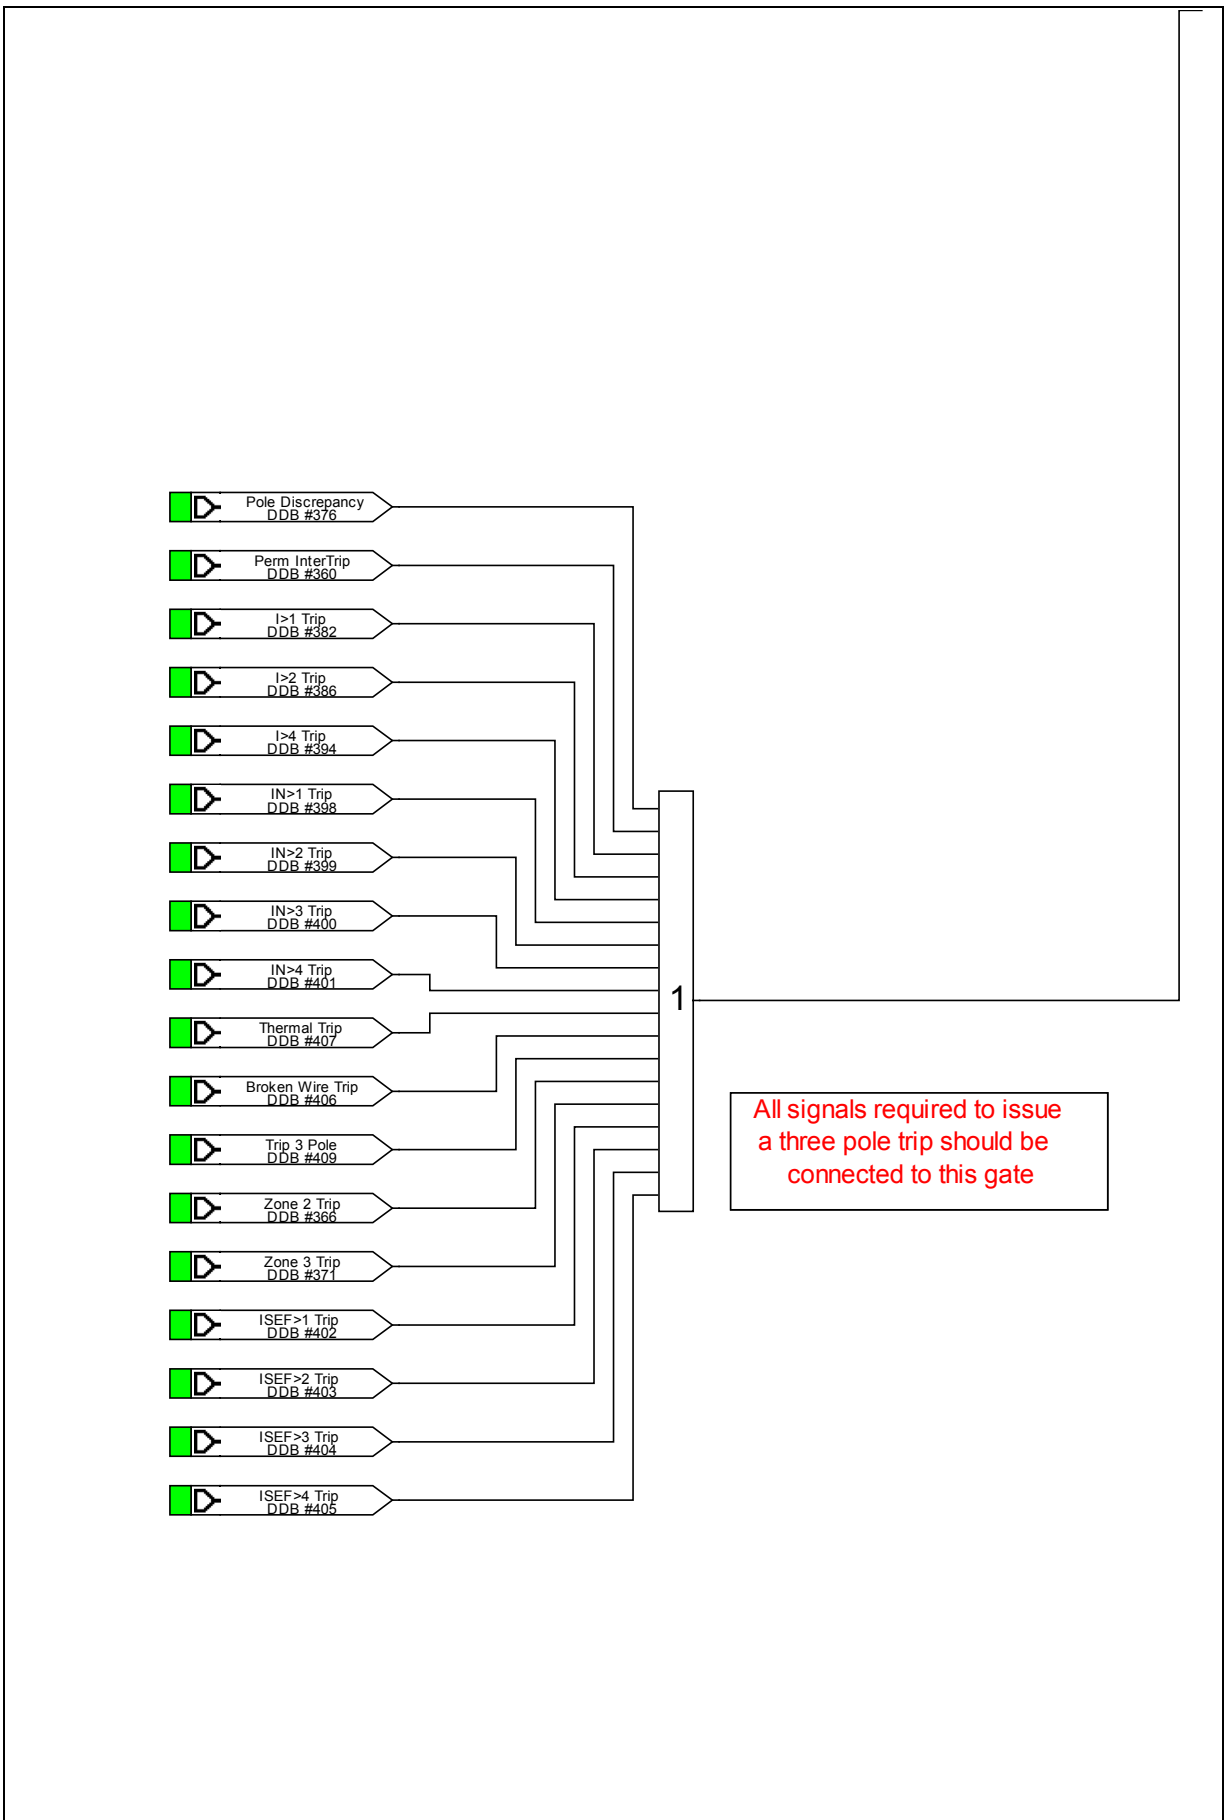 Pole Discrepancy
DDB #376
Perm InterTrip
DDB #360
I>1 Trip
DDB #382
I>2 Trip
DDB #386
I>4 Trip
DDB #394
IN>1 Trip
DDB #398
IN>2 Trip
DDB #399
IN>3 Trip
DDB #400
IN>4 Trip
DDB #401
Thermal Trip
DDB #407
Broken Wire Trip
DDB #406
Trip 3 Pole
DDB #409
Zone 2 Trip
DDB #366
Zone 3 Trip
DDB #371
ISEF>1 Trip
DDB #402
ISEF>2 Trip
DDB #403
ISEF>3 Trip
DDB #404
ISEF>4 Trip
DDB #405
1
All signals required to issue
a three pole trip should be
connected to this gate